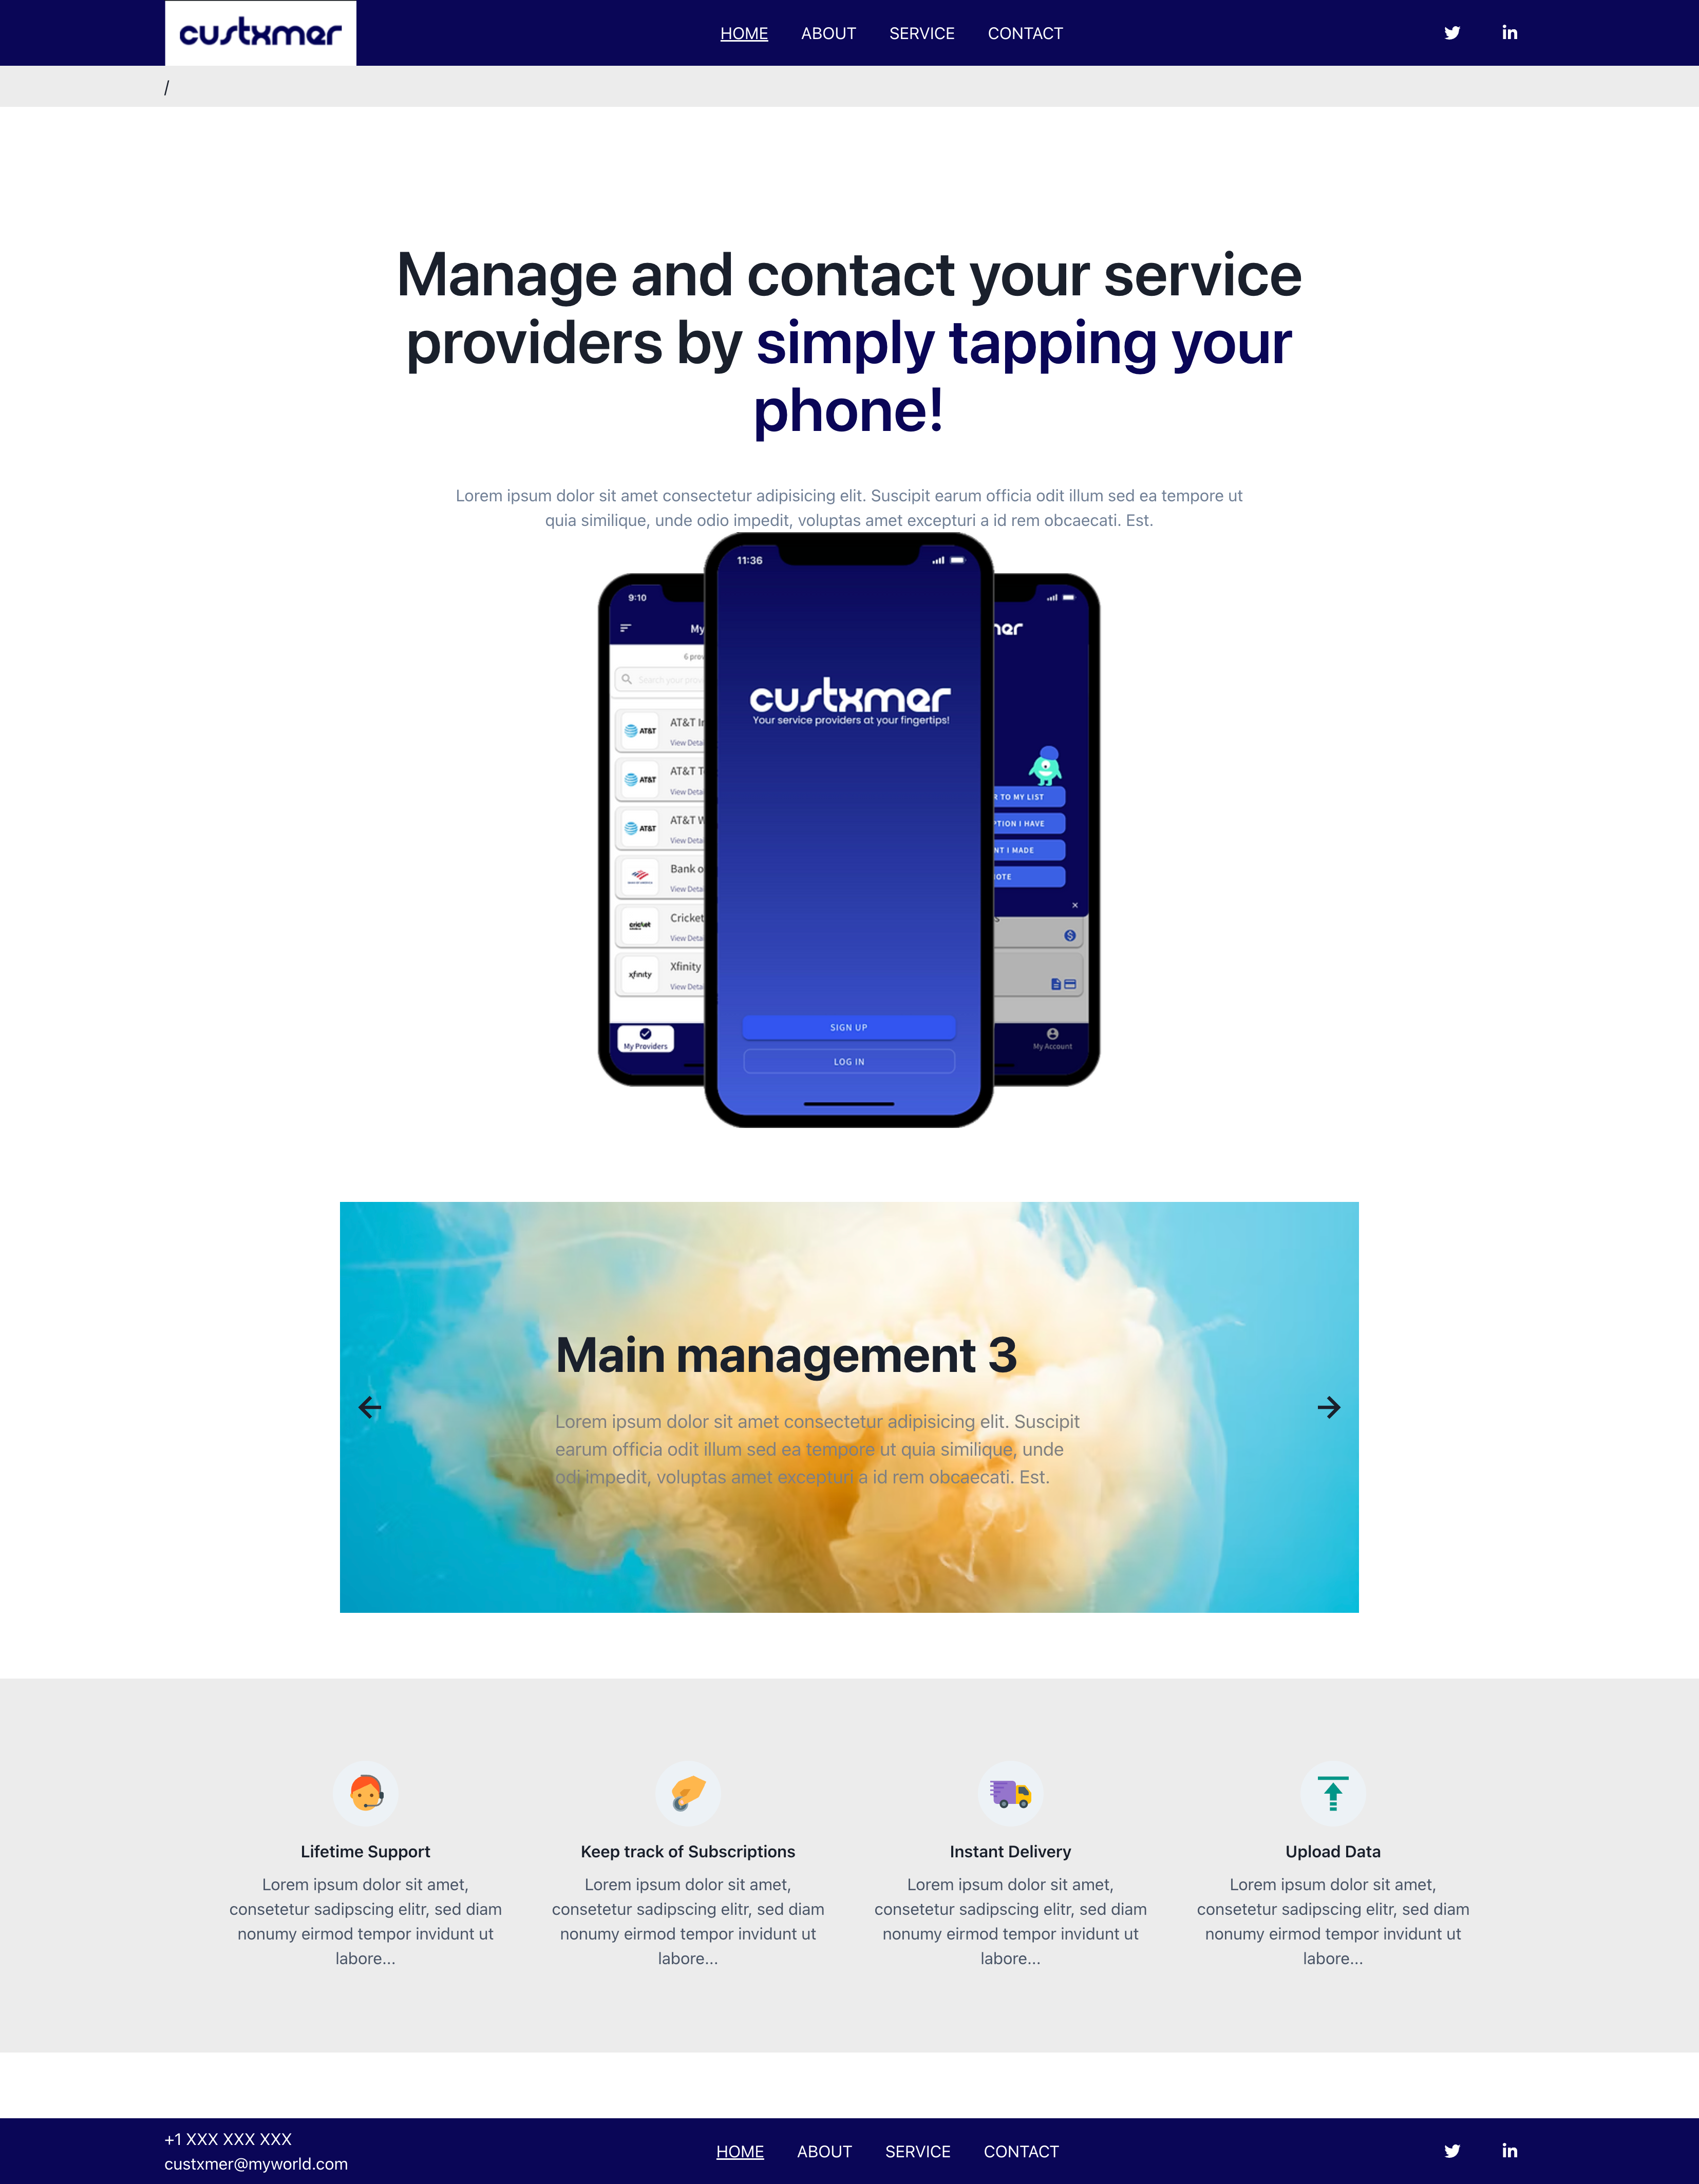 custxmer
HOME ABOUT SERVICE CONTACT
/
Manage and contact your service
providers by simply tapping your
phone!
Lorem ipsum dolor sit amet consectetur adipisicing elit. Suscipit earum officia odit illum sed ea tempore ut
quia similique, unde odio impedit, voluptas amet excepturi a id rem obcaecati. Est.
9:10
My
6 prov
Search your prov
AT&T AT&T In
View Deta
AT&T AT&T T
View Deta
AT&T AT&T W
View Deta
Bank o
View Deta
cricket Cricket
View Deta
xfinity Xfinity
View Deta
My Providers
11:36
custxmer
Your service providers at your fingertips!
SIGN UP
LOG IN
mer
R TO MY LIST
PTION I HAVE
NT I MADE
OTE
×
s
My Account
Main management 3
Lorem ipsum dolor sit amet consectetur adipisicing elit. Suscipit
earum officia odit illum sed ea tempore ut quia similique, unde
odi impedit, voluptas amet excepturi a id rem obcaecati. Est.
Lifetime Support
Lorem ipsum dolor sit amet,
consetetur sadipscing elitr, sed diam
nonumy eirmod tempor invidunt ut
labore...
Keep track of Subscriptions
Lorem ipsum dolor sit amet,
consetetur sadipscing elitr, sed diam
nonumy eirmod tempor invidunt ut
labore...
Instant Delivery
Lorem ipsum dolor sit amet,
consetetur sadipscing elitr, sed diam
nonumy eirmod tempor invidunt ut
labore...
Upload Data
Lorem ipsum dolor sit amet,
consetetur sadipscing elitr, sed diam
nonumy eirmod tempor invidunt ut
labore...
+1 XXX XXX XXX
custxmer@myworld.com
HOME ABOUT SERVICE CONTACT